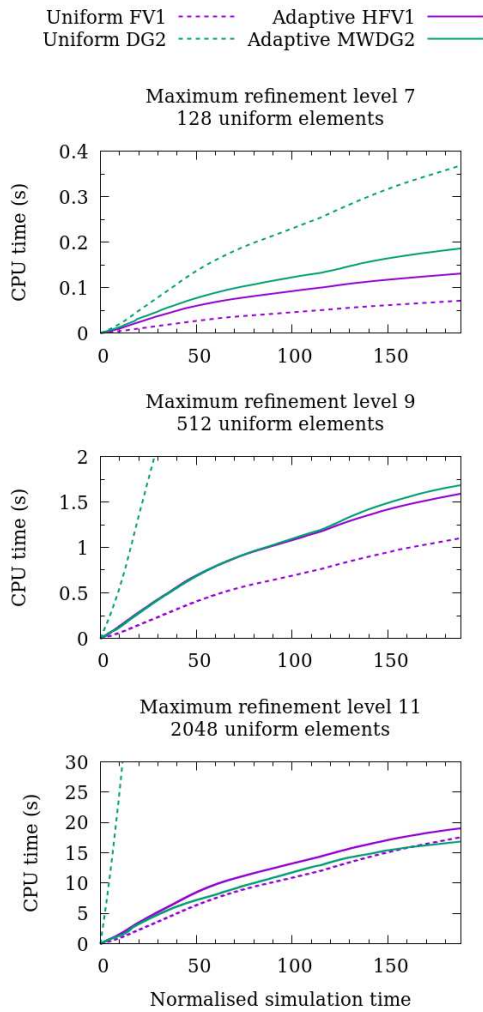 Uniform FV1 Adaptive HFV1
Uniform DG2 Adaptive MWDG2
Maximum refinement level 7
128 uniform elements
0.4
0.3
0.2
0.1
0
CPU time (s)
0 50 100 150
Maximum refinement level 9
512 uniform elements
2
1.5
1
0.5
0
CPU time (s)
0 50 100 150
Maximum refinement level 11
2048 uniform elements
30
25
20
15
10
5
0
CPU time (s)
0 50 100 150
Normalised simulation time